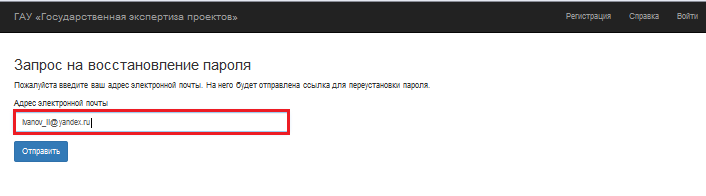 ГАУ «Государственная экспертиза проектов» Регистрация Справка Войти
Запрос на восстановление пароля
Пожалуйста введите ваш адрес электронной почты. На него будет отправлена ссылка для переустановки пароля.
Адрес электронной почты
ivanov_ii@yandex.ru
Отправить